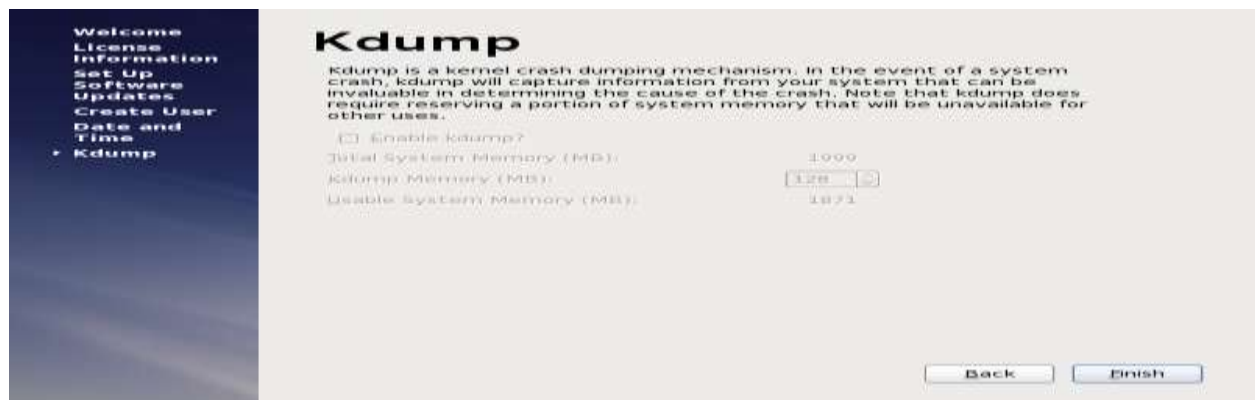 Welcome
License
Information
Set Up
Software
Updates
Create User
Date and
Time
Kdump
Kdump
Kdump is a kernel crash dumping mechanism. In the event of a system
crash, kdump will capture information from your system that can be
invaluable in determining the cause of the crash. Note that kdump does
require reserving a portion of system memory that will be unavailable for
other uses.
Enable kdump?
Total System Memory (MB): 1999
Kdump Memory (MB): 128
Usable System Memory (MB): 1871
Back Finish